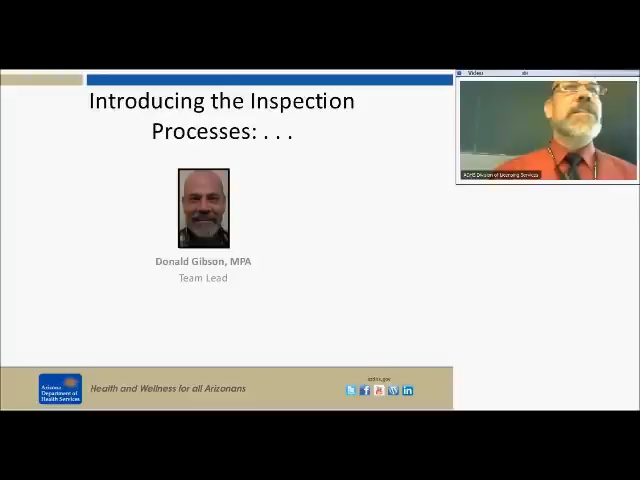 Introducing the Inspection
Processes: . . .
Donald Gibson, MPA
Team Lead
Video
ADHS Division of Licensing Services
Arizona
Department of
Health Services
Health and Wellness for all Arizonans
azdhs.gov